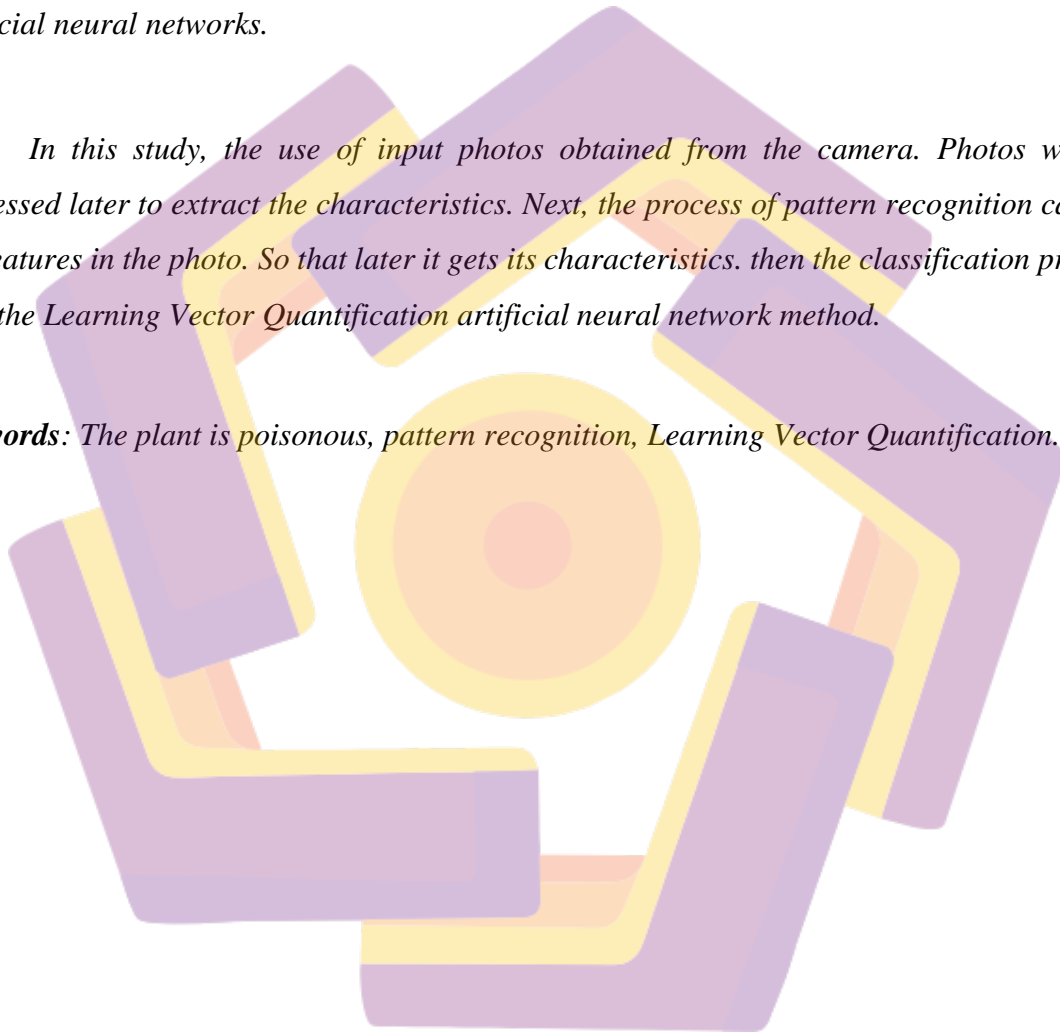 cial neural networks.
In this study, the use of input photos obtained from the camera. Photos w
essed later to extract the characteristics. Next, the process of pattern recognition ca
eatures in the photo. So that later it gets its characteristics. then the classification pr
the Learning Vector Quantification artificial neural network method.
words: The plant is poisonous, pattern recognition, Learning Vector Quantification.